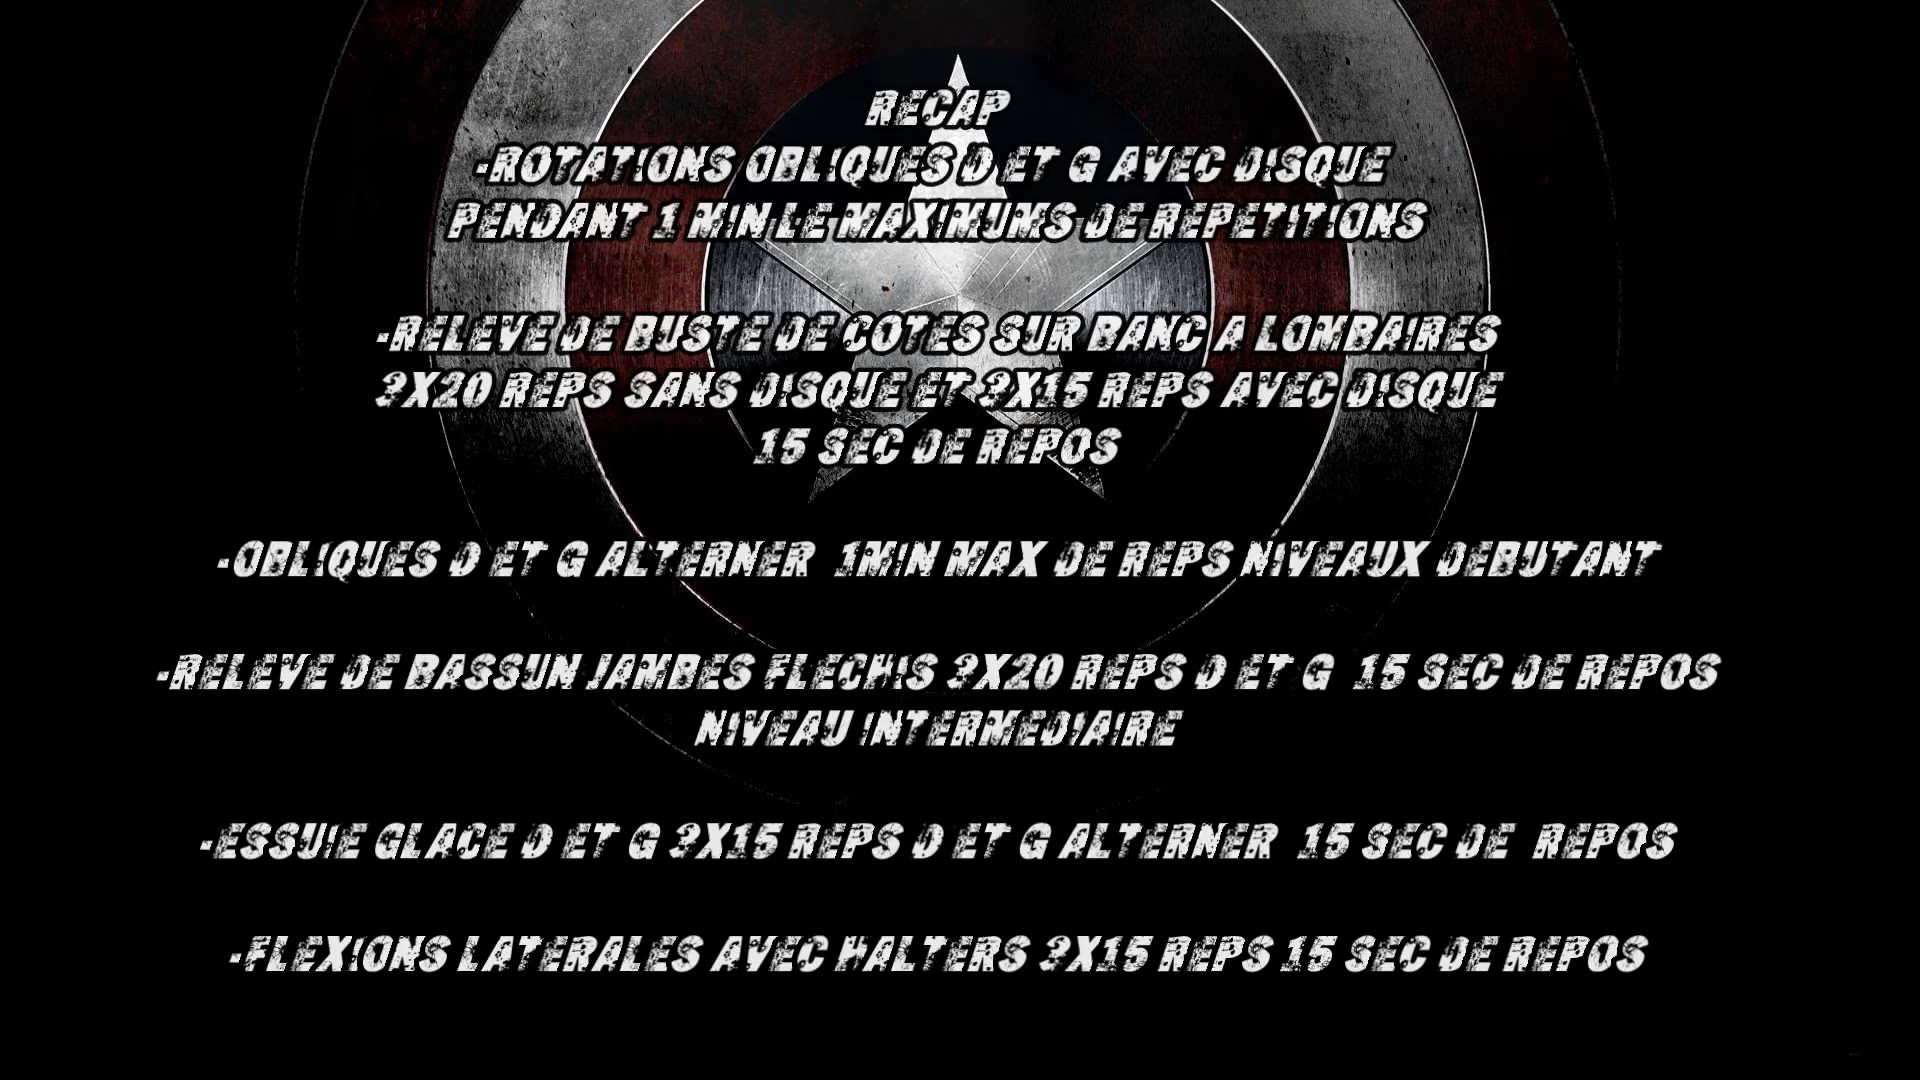 RECAP
-ROTATIONS OBLIQUES D ET G AVEC DISQUE
PENDANT 1 MIN LE MAXIMUMS DE REPETITIONS
-RELEVE DE BUSTE DE COTES SUR BANC A LOMBAIRES
3X20 REPS SANS DISQUE ET 3X15 REPS AVEC DISQUE
15 SEC DE REPOS
-OBLIQUES D ET G ALTERNER 1MIN MAX DE REPS NIVEAUX DEBUTANT
-RELEVE DE BASSUN JAMBES FLECHIS 3X20 REPS D ET G 15 SEC DE REPOS
NIVEAU INTERMEDIAIRE
-ESSUIE GLACE D ET G 3X15 REPS D ET G ALTERNER 15 SEC DE REPOS
-FLEXIONS LATERALES AVEC HALTERS 3X15 REPS 15 SEC DE REPOS